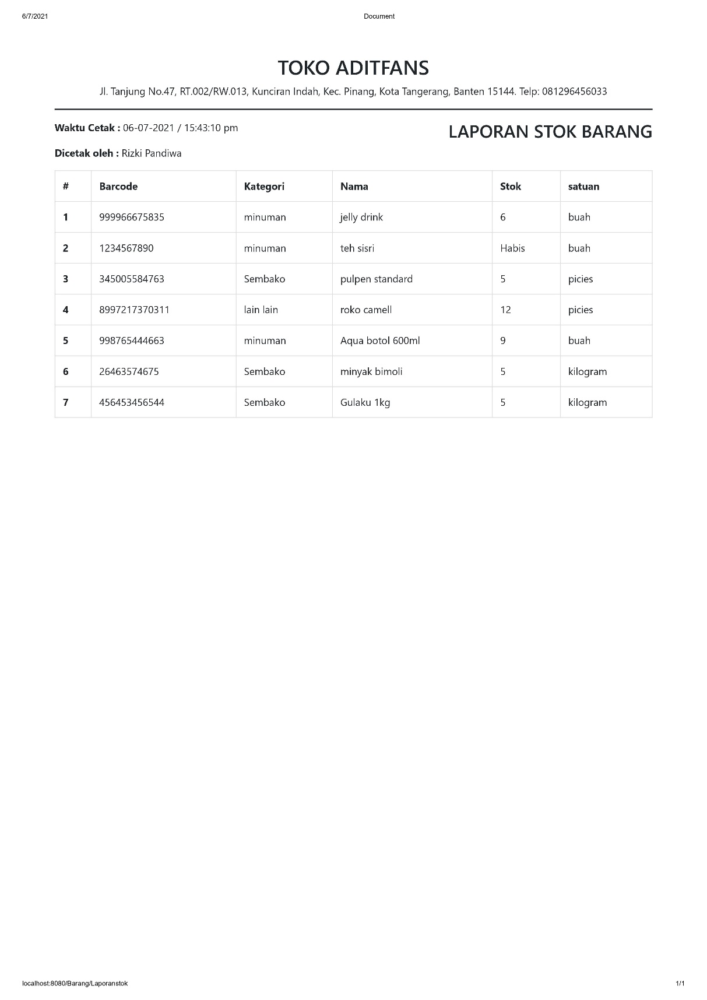 6/7/2021 Document
TOKO ADITFANS
Jl. Tanjung No.47, RT.002/RW.013, Kunciran Indah, Kec. Pinang, Kota Tangerang, Banten 15144. Telp: 081296456033
Waktu Cetak : 06-07-2021 / 15:43:10 pm
LAPORAN STOK BARANG
Dicetak oleh : Rizki Pandiwa
# Barcode Kategori Nama Stok satuan
1 999966675835 minuman jelly drink 6 buah
2 1234567890 minuman teh sisri Habis buah
3 345005584763 Sembako pulpen standard 5 picies
4 8997217370311 lain lain roko camell 12 picies
5 998765444663 minuman Aqua botol 600ml 9 buah
6 26463574675 Sembako minyak bimoli 5 kilogram
7 456453456544 Sembako Gulaku 1kg 5 kilogram
localhost:8080/Barang/Laporanstok 1/1